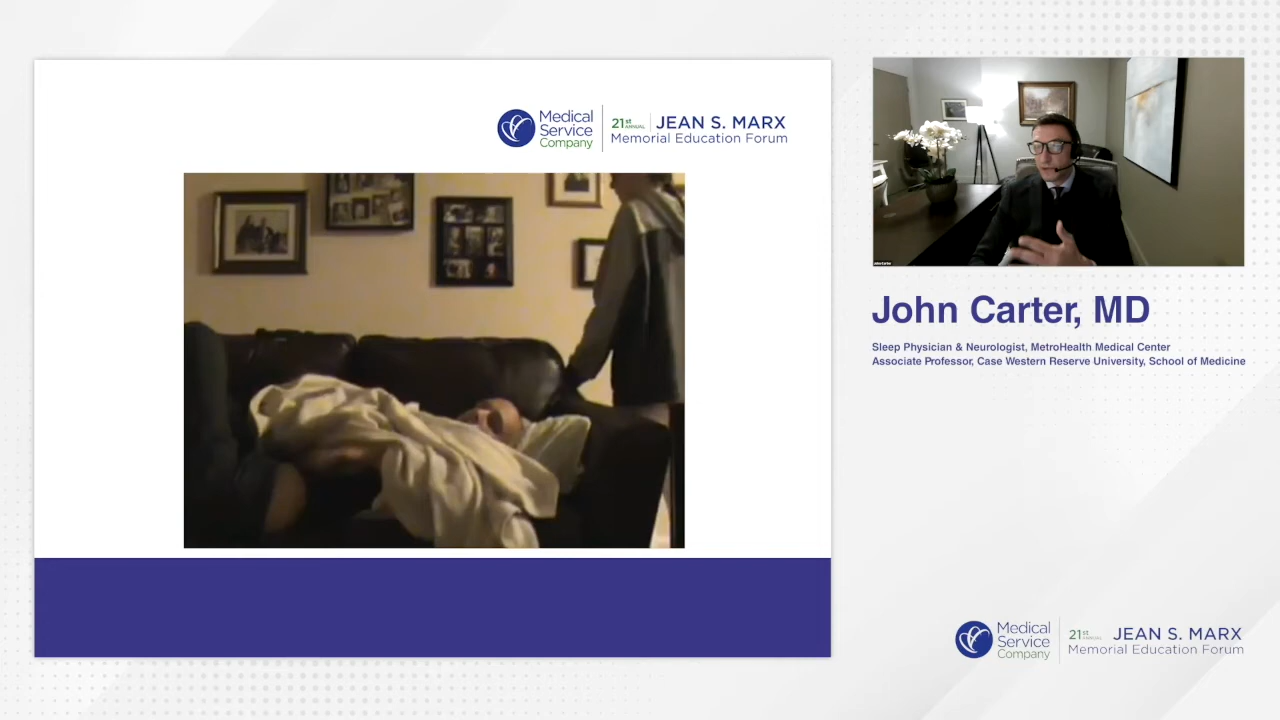 Medical
Service
Company
21st
ANNUAL
JEAN S. MARX
Memorial Education Forum
John Carter, MD
Sleep Physician & Neurologist, MetroHealth Medical Center
Associate Professor, Case Western Reserve University, School of Medicine
Medical
Service
Company
21st
ANNUAL
JEAN S. MARX
Memorial Education Forum